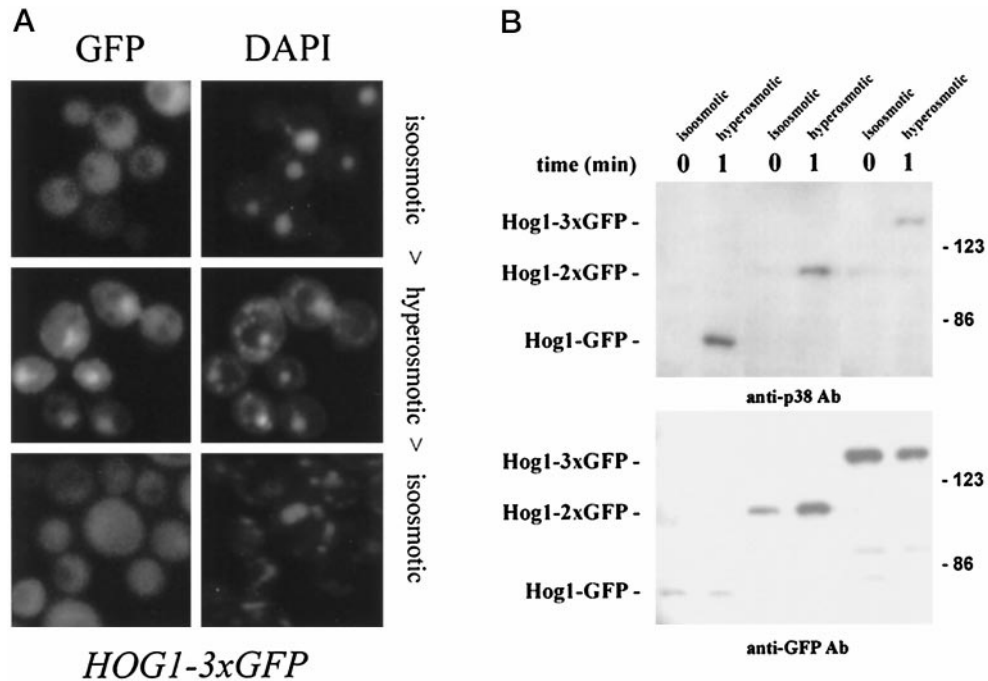 A
GFP DAPI
isoosmotic > hyperosmotic > isoosmotic
HOG1-3xGFP
B
isoosmotic hyperosmotic isoosmotic hyperosmotic isoosmotic hyperosmotic
time (min) 0 1 0 1 0 1
Hog1-3xGFP -
- 123
Hog1-2xGFP -
- 86
Hog1-GFP -
anti-p38 Ab
Hog1-3xGFP -
- 123
Hog1-2xGFP -
- 86
Hog1-GFP -
anti-GFP Ab